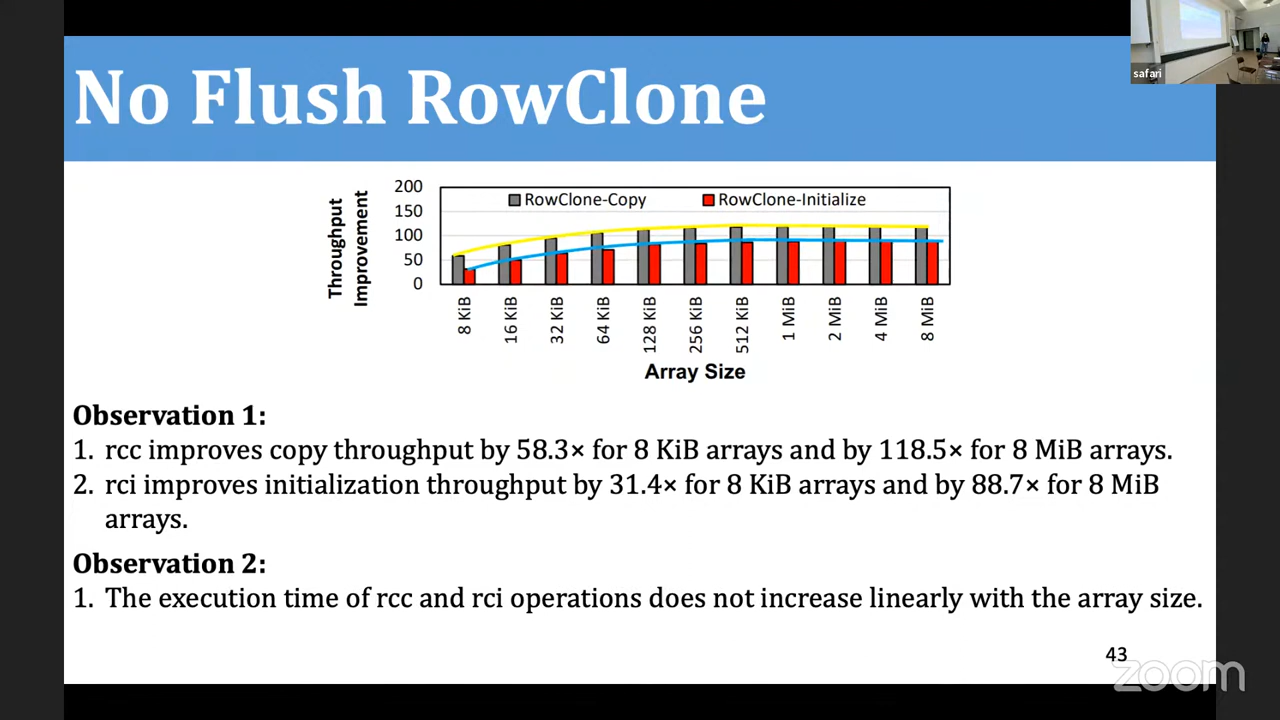 No Flush RowClone
safari
Throughput
Improvement
200
150
100
50
0
RowClone-Copy
RowClone-Initialize
8 KiB
16 KiB
32 KiB
64 KiB
128 KiB
256 KiB
512 KiB
1 MiB
2 MiB
4 MiB
8 MiB
Array Size
Observation 1:
1. rcc improves copy throughput by 58.3× for 8 KiB arrays and by 118.5× for 8 MiB arrays.
2. rci improves initialization throughput by 31.4× for 8 KiB arrays and by 88.7× for 8 MiB
arrays.
Observation 2:
1. The execution time of rcc and rci operations does not increase linearly with the array size.
43
zoom